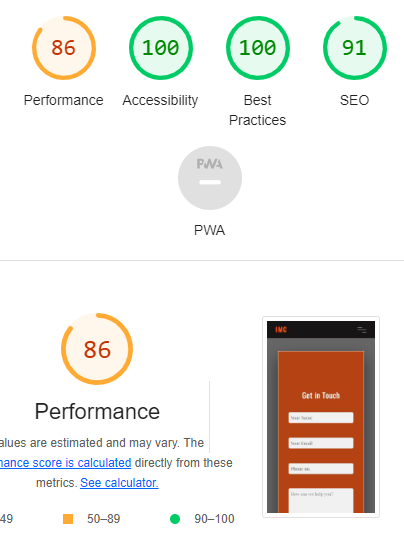 86 100 100 91
Performance Accessibility Best Practices SEO
PWA
PWA
86
Performance
alues are estimated and may vary. The
nance score is calculated directly from these
metrics. See calculator.
49 50–89 90–100
IMC
Get in Touch
Your Name
Your Email
Phone no.
How can we help you?